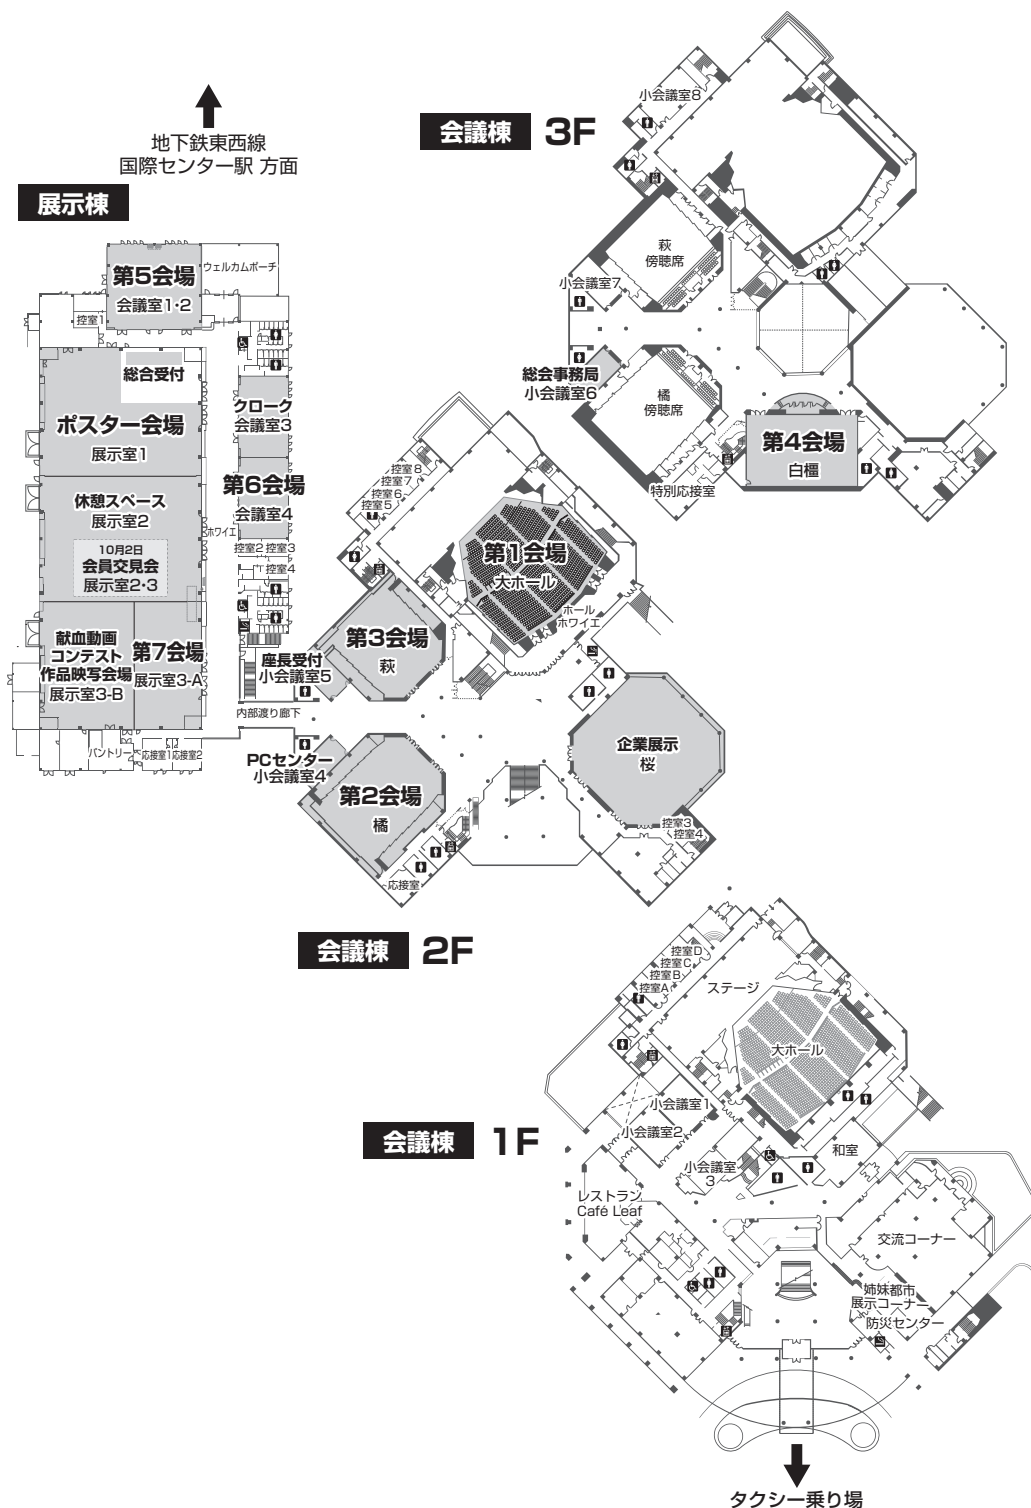 地下鉄東西線
国際センター駅 方面
展示棟
第5会場
会議室1・2
ウェルカムポーチ
控室1
総合受付
ポスター会場
展示室1
クローク
会議室3
休憩スペース
展示室2
第6会場
会議室4
ホワイエ
10月2日
会員交見会
展示室2・3
控室2
控室3
控室4
献血動画
コンテスト
作品映写会場
展示室3-B
第7会場
展示室3-A
パントリー
応接室1
応接室2
内部渡り廊下
会議棟 3F
小会議室8
萩
傍聴席
小会議室7
総会事務局
小会議室6
橘
傍聴席
特別応接室
第4会場
白橿
控室8
控室7
控室6
控室5
第1会場
大ホール
ホール
ホワイエ
第3会場
萩
座長受付
小会議室5
PCセンター
小会議室4
第2会場
橘
応接室
企業展示
桜
控室3
控室4
会議棟 2F
控室D
控室C
控室B
控室A
ステージ
大ホール
小会議室1
小会議室2
小会議室
3
和室
会議棟 1F
レストラン
Café Leaf
交流コーナー
姉妹都市
展示コーナー
防災センター
タクシー乗り場